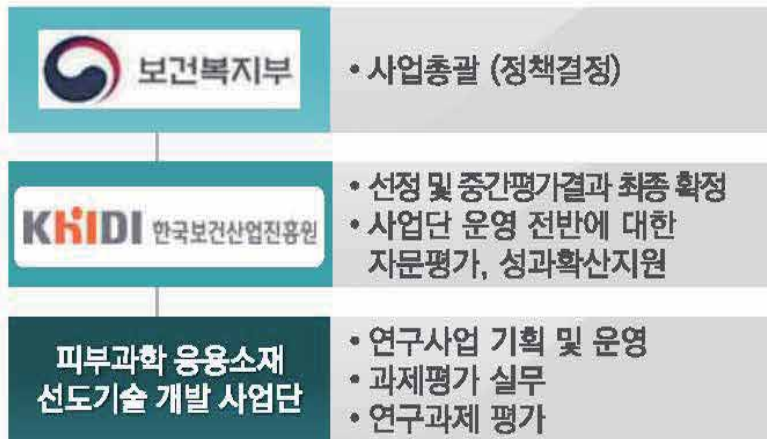 보건복지부
• 사업총괄 (정책결정)
KHIDI 한국보건산업진흥원
• 선정 및 중간평가결과 최종 확정
• 사업단 운영 전반에 대한
자문평가, 성과확산지원
피부과학 응용소재
선도기술 개발 사업단
• 연구사업 기획 및 운영
• 과제평가 실무
• 연구과제 평가